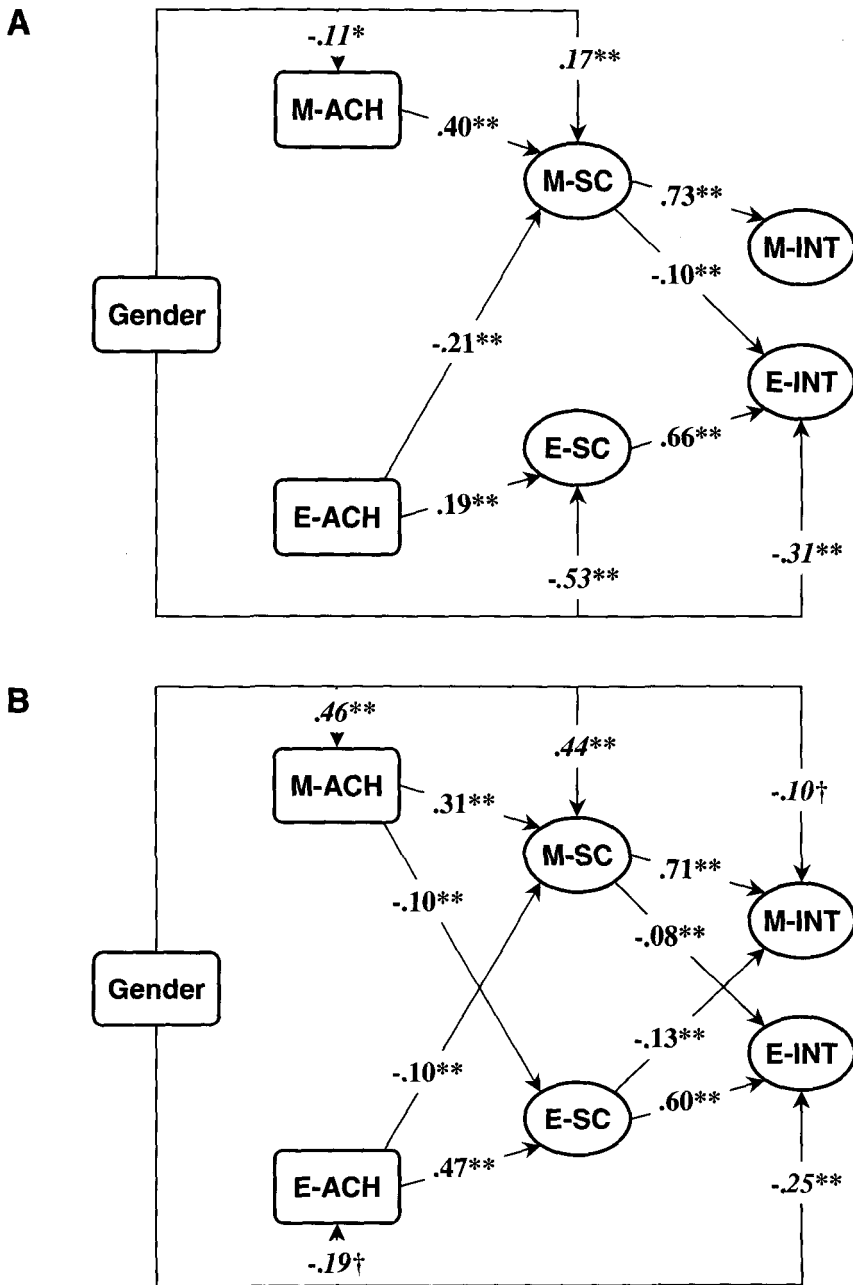 A
-.11*
.17**
M-ACH
.40**
M-SC
.73**
M-INT
-.10**
Gender
-.21**
E-INT
E-SC
.66**
E-ACH
.19**
-.53**
-.31**
B
.46**
.44**
M-ACH
.31**
-.10†
M-SC
.71**
-.10**
-.08**
M-INT
Gender
-.13**
E-INT
-.10**
E-SC
.60**
E-ACH
.47**
-.25**
-.19†